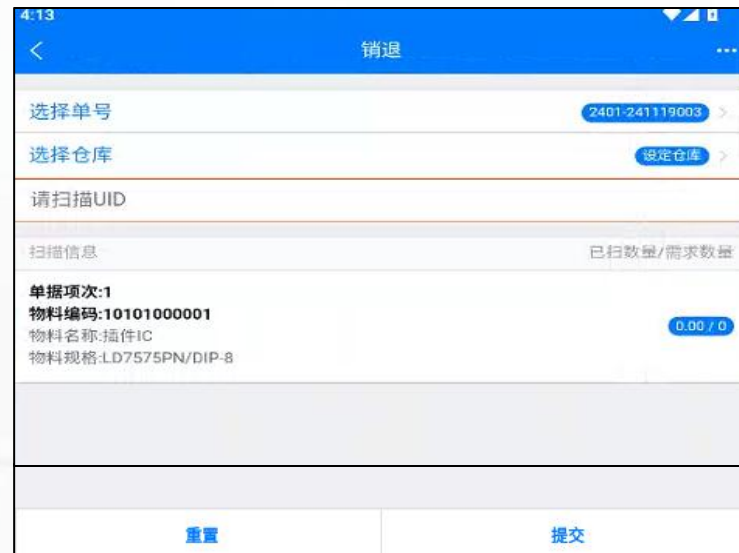 4:13
销退
选择单号 2401-241119003
选择仓库 设定仓库
请扫描UID
扫描信息 已扫数量/需求数量
单据项次:1
物料编码:10101000001
物料名称:插件IC
物料规格:LD7575PN/DIP-8
0.00 / 0
重置 提交